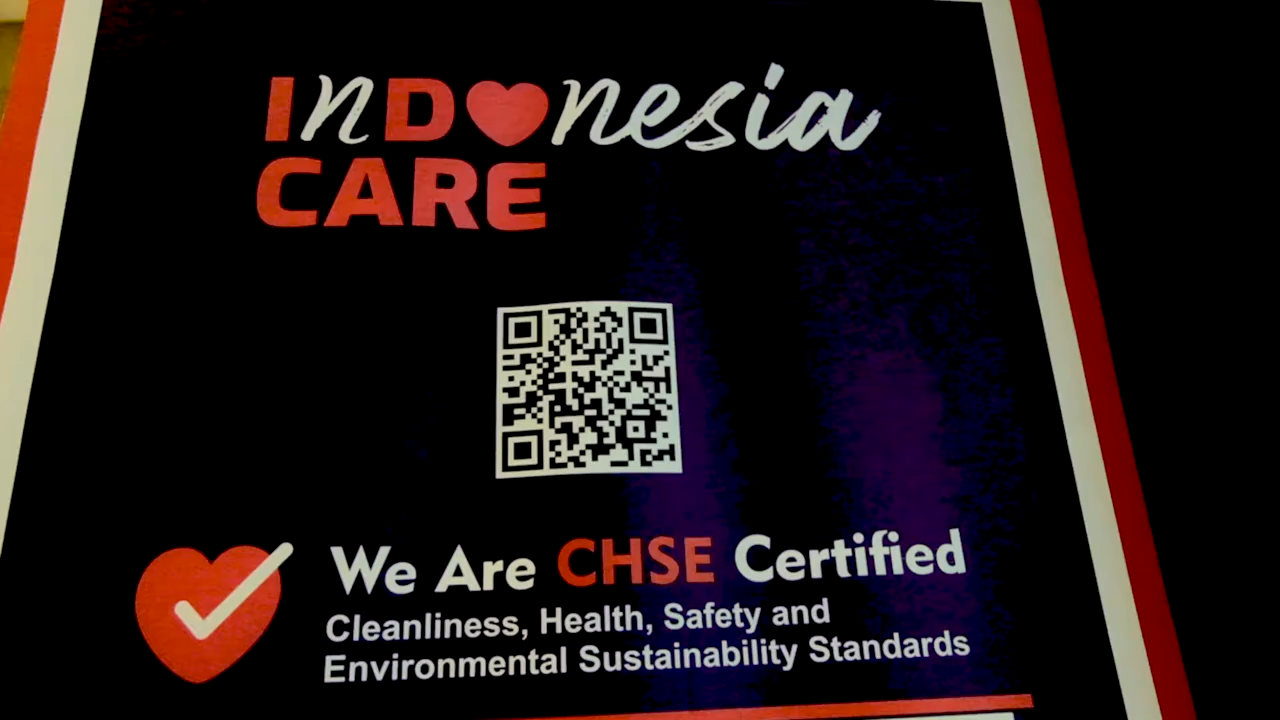 INDONesia
CARE
We Are CHSE Certified
Cleanliness, Health, Safety and
Environmental Sustainability Standards